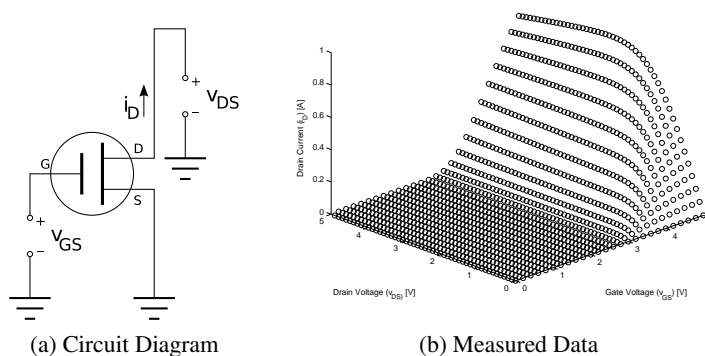 i_D
+
v_DS
−
G
D
S
+
v_GS
−
Drain Current (i_D) [A]
1
0.8
0.6
0.4
0.2
0
5
4
3
2
1
0
0
1
2
3
4
Drain Voltage (v_DS) [V]
Gate Voltage (v_GS) [V]
(a) Circuit Diagram
(b) Measured Data